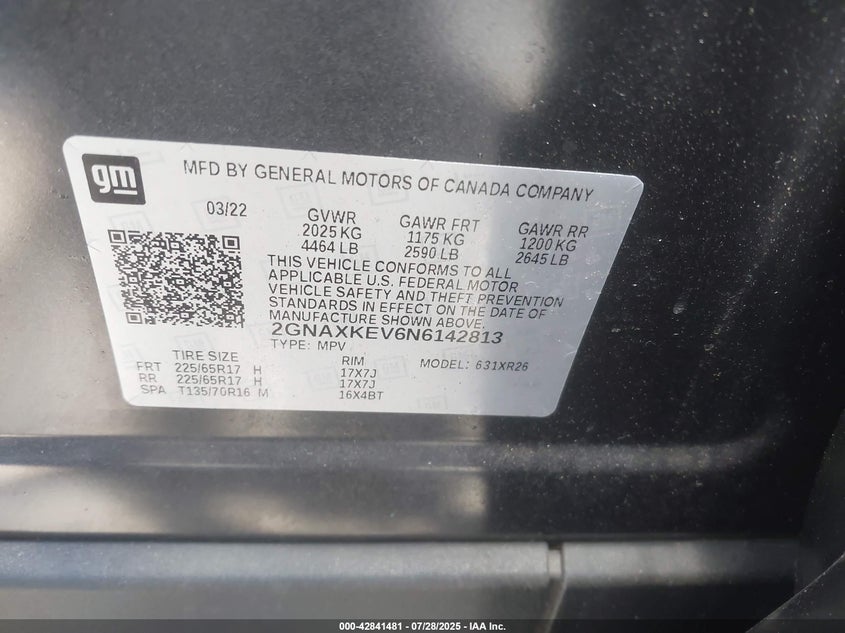 gm
MFD BY GENERAL MOTORS OF CANADA COMPANY
03/22 GVWR GAWR FRT GAWR RR
2025 KG 1175 KG 1200 KG
4464 LB 2590 LB 2645 LB
THIS VEHICLE CONFORMS TO ALL
APPLICABLE U.S. FEDERAL MOTOR
VEHICLE SAFETY AND THEFT PREVENTION
STANDARDS IN EFFECT ON THE DATE OF
MANUFACTURE SHOWN ABOVE.
2GNAXKEV6N6142813
TYPE: MPV MODEL: 631XR26
TIRE SIZE RIM
FRT 225/65R17 H 17X7J
RR 225/65R17 H 17X7J
SPA T135/70R16 M 16X4BT
000-42841481 - 07/28/2025 - IAA Inc.